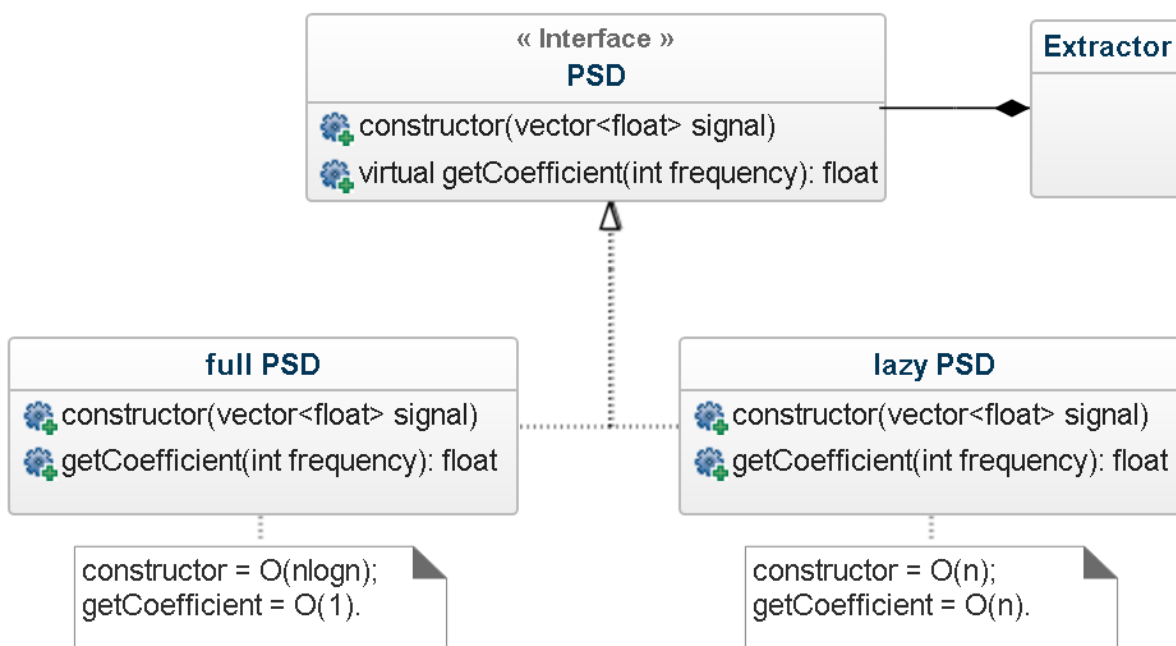 « Interface »
PSD
constructor(vector<float> signal)
virtual getCoefficient(int frequency): float
Extractor
full PSD
constructor(vector<float> signal)
getCoefficient(int frequency): float
constructor = O(nlogn);
getCoefficient = O(1).
lazy PSD
constructor(vector<float> signal)
getCoefficient(int frequency): float
constructor = O(n);
getCoefficient = O(n).